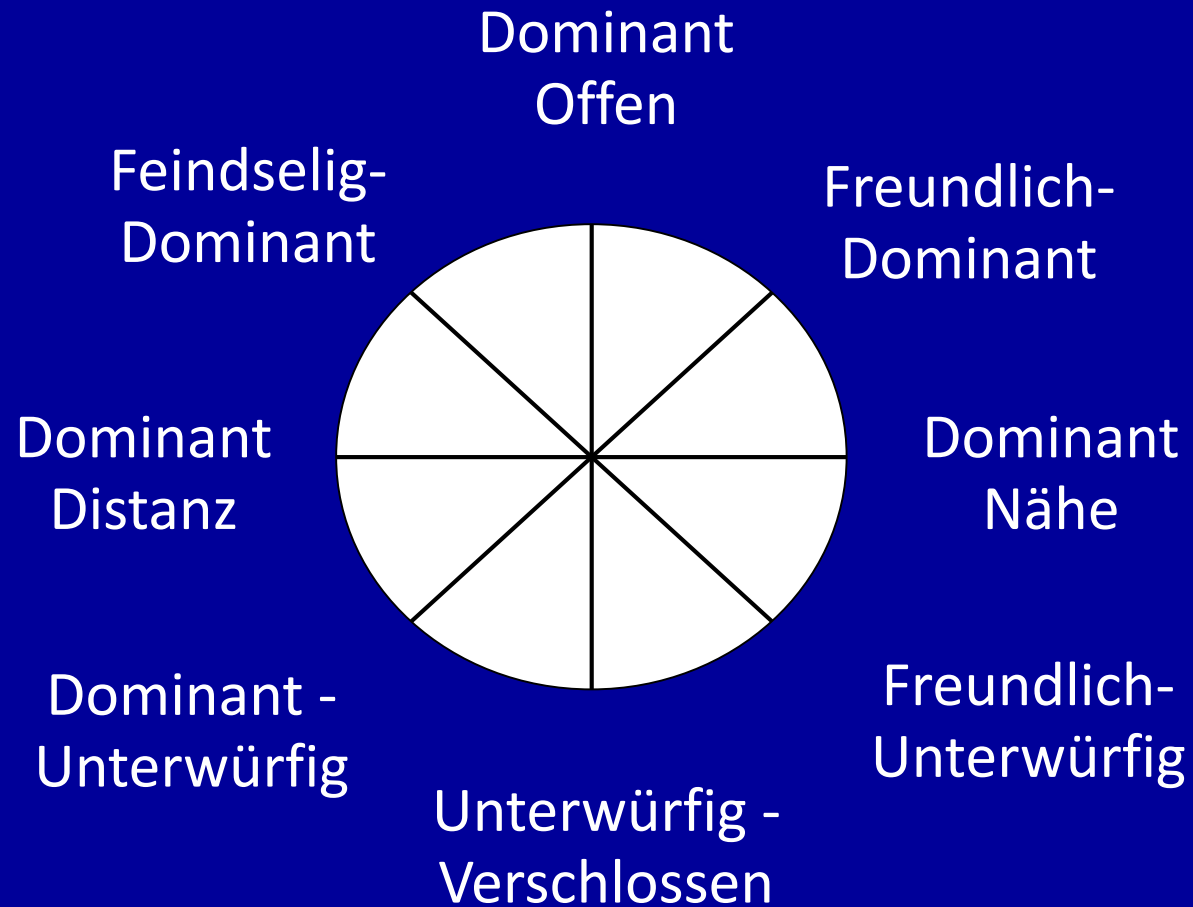 Dominant
Offen
Feindselig-
Dominant
Freundlich-
Dominant
Dominant
Distanz
Dominant
Nähe
Dominant -
Unterwürfig
Freundlich-
Unterwürfig
Unterwürfig -
Verschlossen